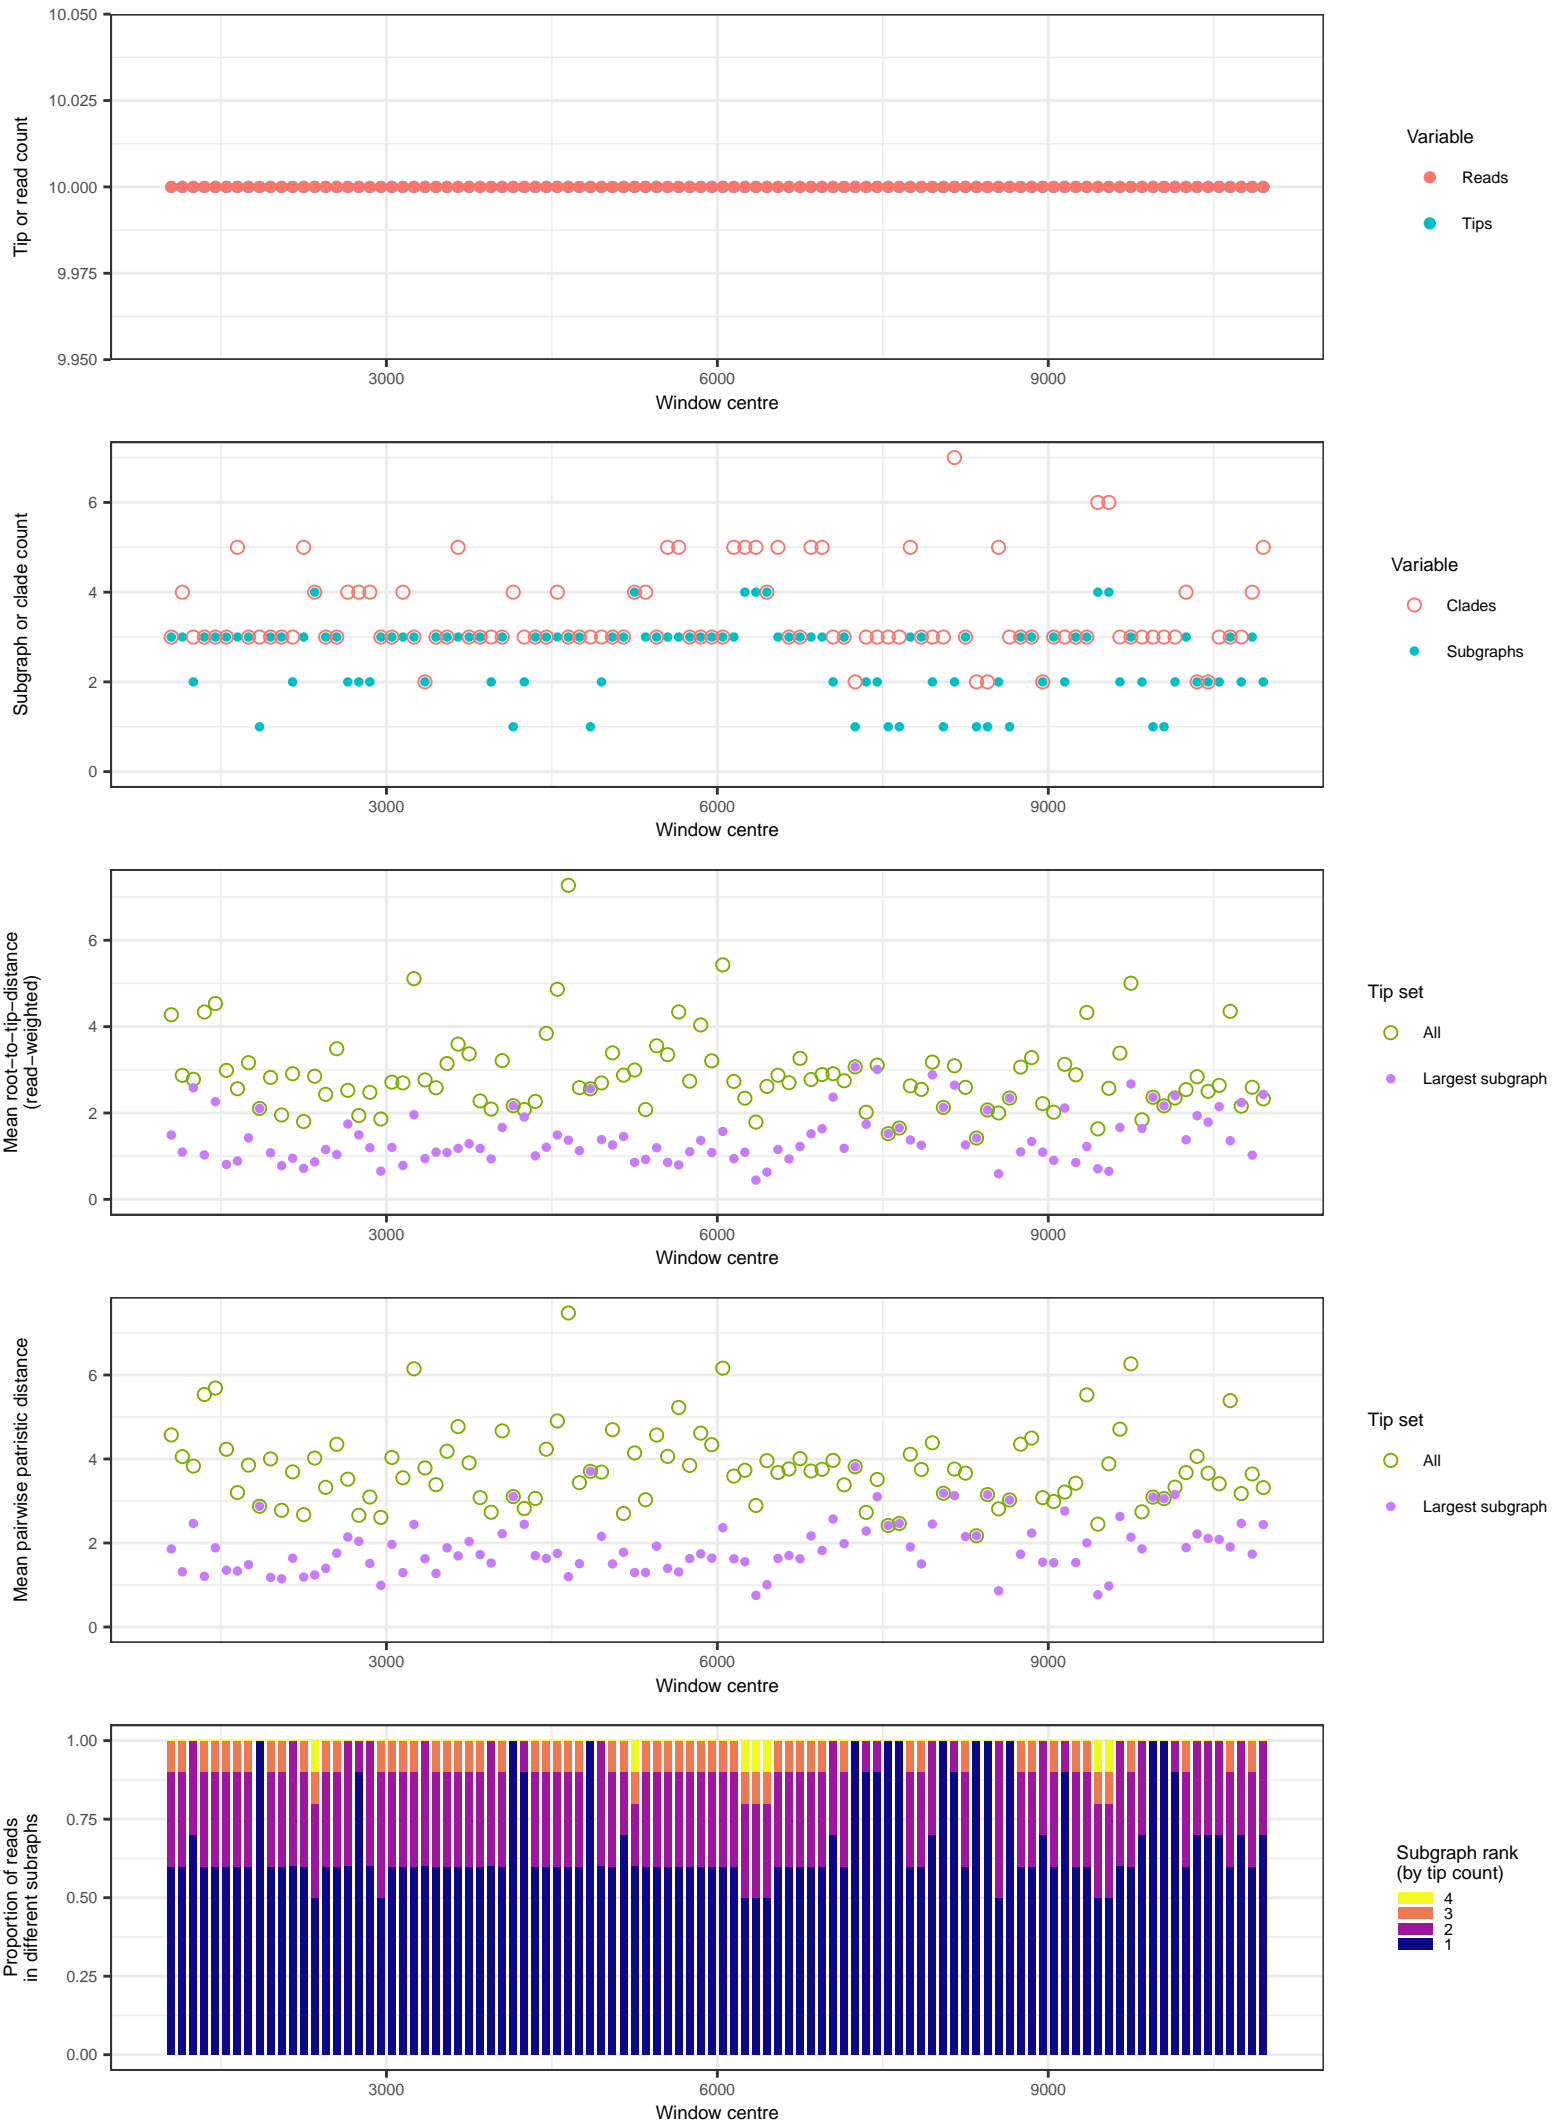 Tip or read count
10.050
10.025
10.000
9.975
9.950
3000
6000
9000
Window centre
Variable
Reads
Tips
Subgraph or clade count
6
4
2
0
3000
6000
9000
Window centre
Variable
Clades
Subgraphs
Mean root−to−tip−distance
(read−weighted)
6
4
2
0
3000
6000
9000
Window centre
Tip set
All
Largest subgraph
Mean pairwise patristic distance
6
4
2
0
3000
6000
9000
Window centre
Tip set
All
Largest subgraph
Proportion of reads
in different subraphs
1.00
0.75
0.50
0.25
0.00
3000
6000
9000
Window centre
Subgraph rank
(by tip count)
4
3
2
1